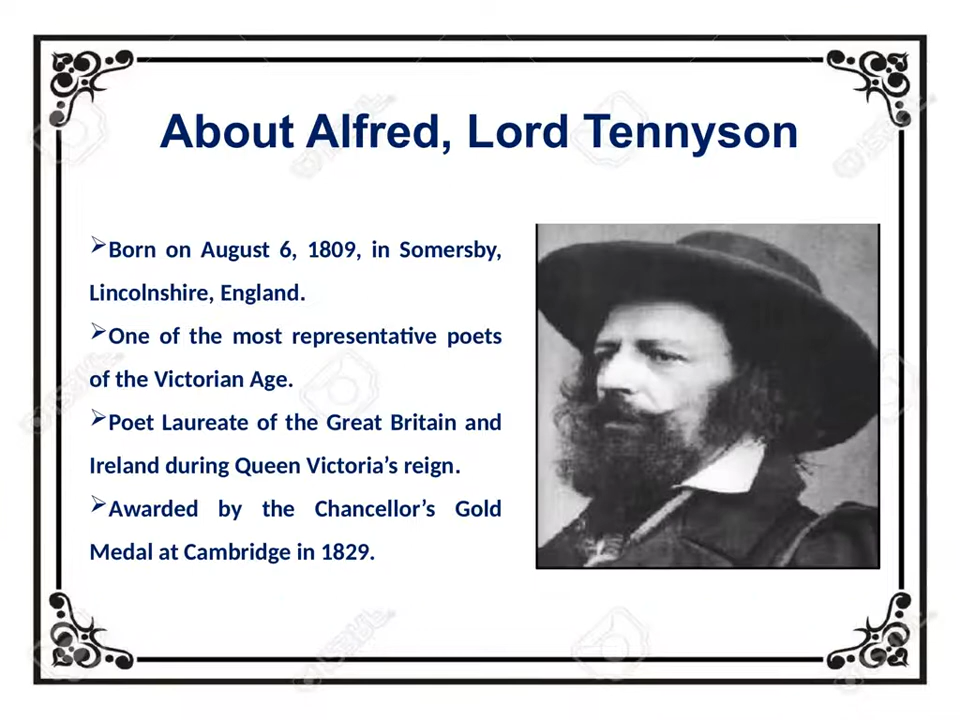 About Alfred, Lord Tennyson
➢Born on August 6, 1809, in Somersby,
Lincolnshire, England.
➢One of the most representative poets
of the Victorian Age.
➢Poet Laureate of the Great Britain and
Ireland during Queen Victoria’s reign.
➢Awarded by the Chancellor’s Gold
Medal at Cambridge in 1829.